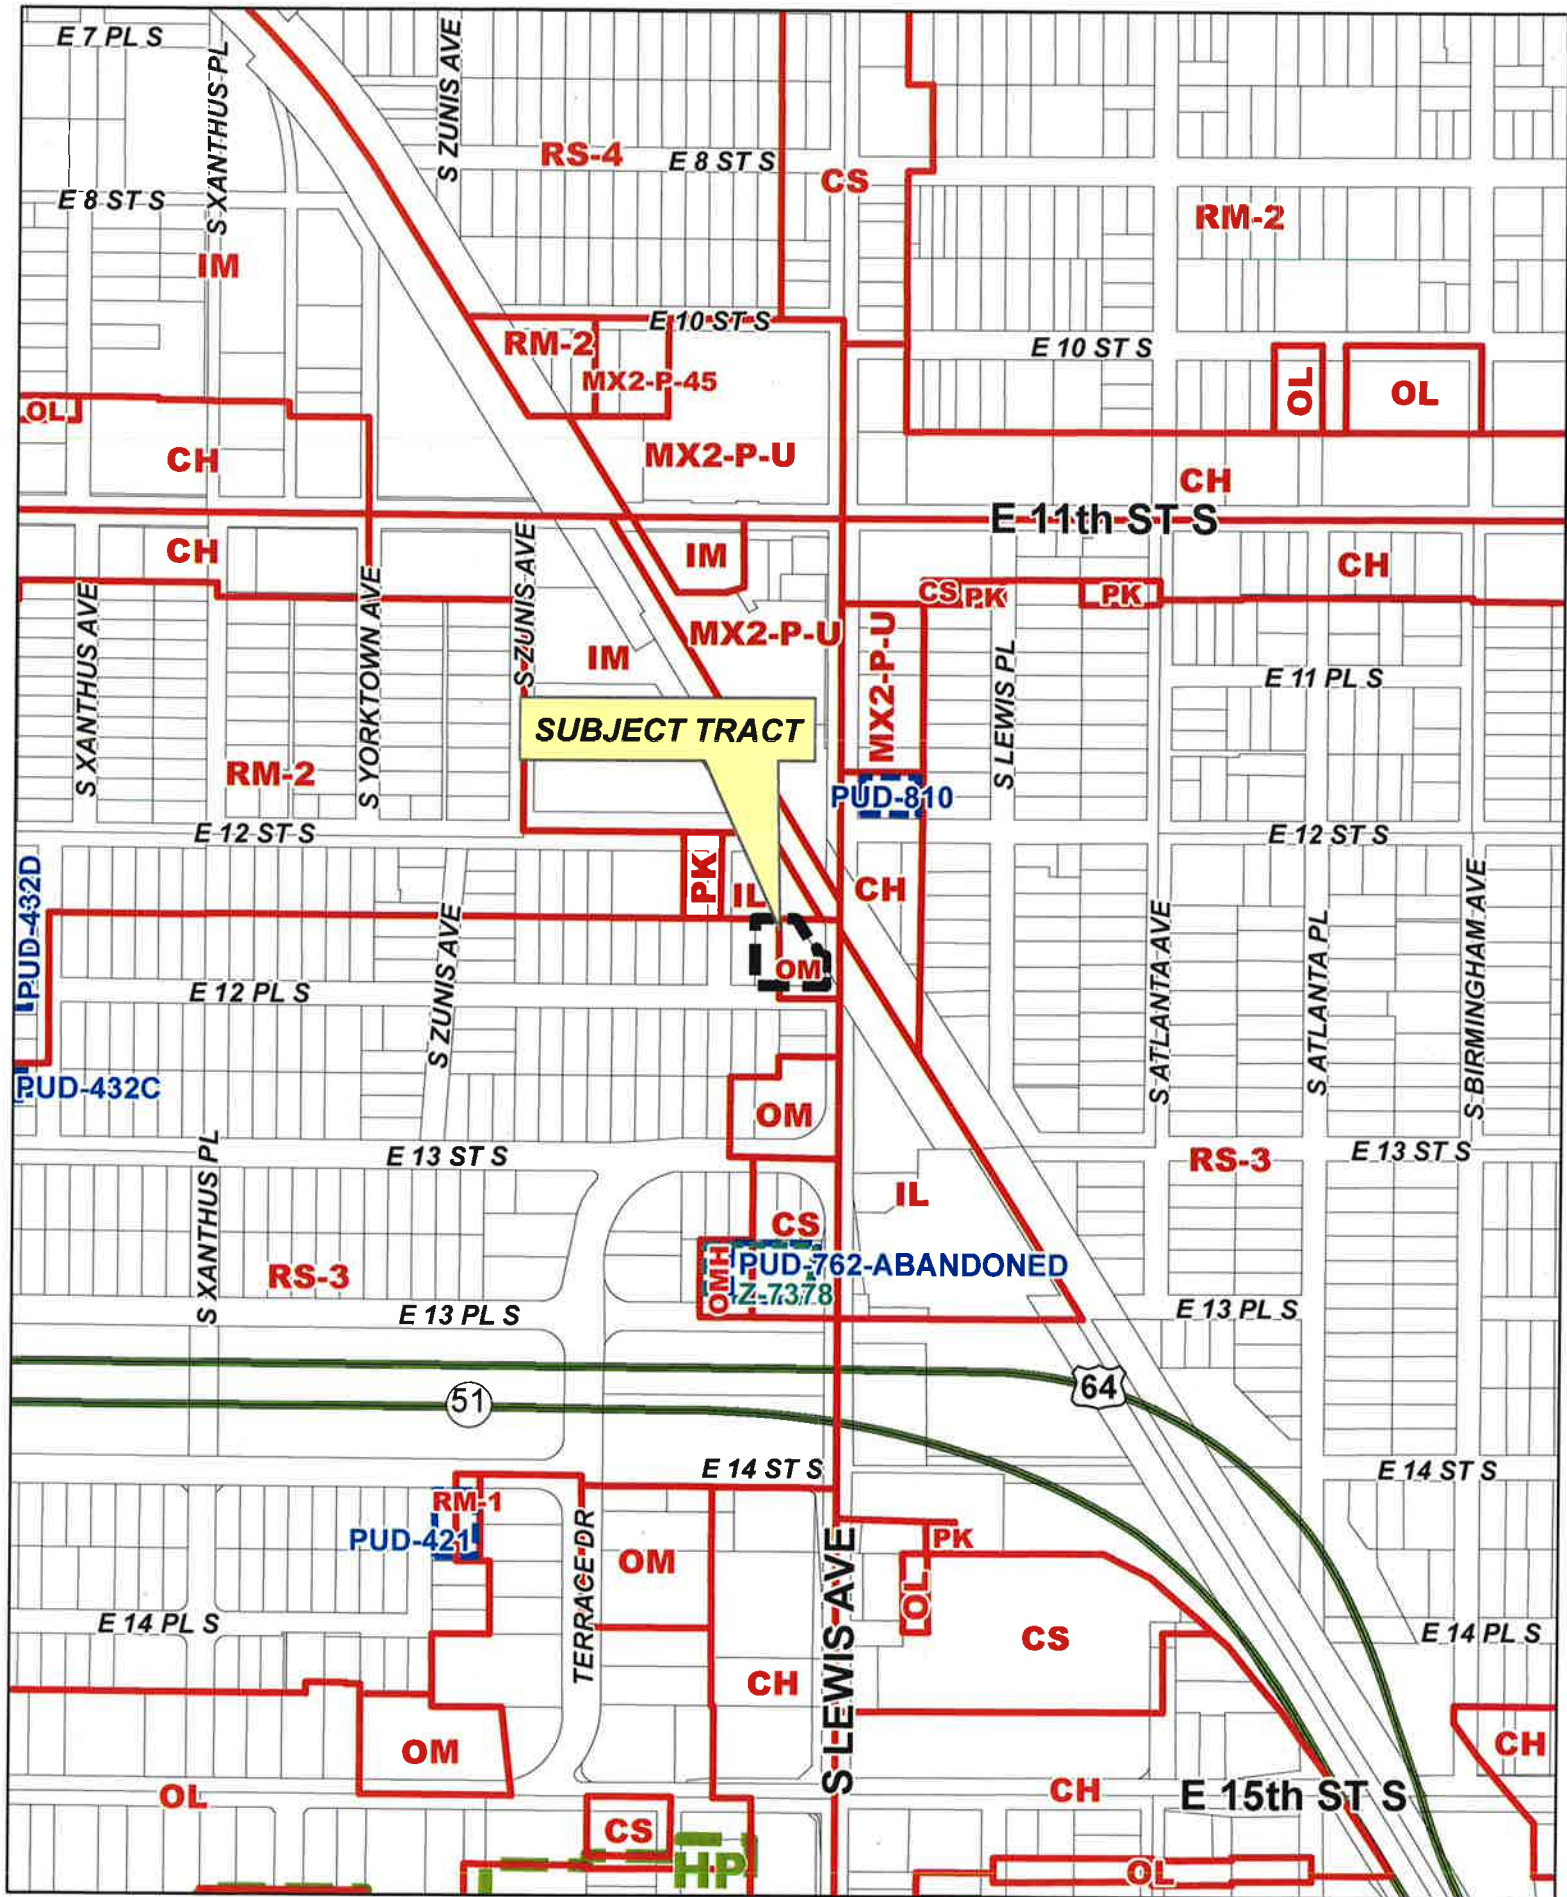 E 7 PL S
S XANTHUS PL
S ZUNIS AVE
RS-4
E 8 ST S
CS
E 8 ST S
RM-2
IM
E 10 ST S
RM-2
E 10 ST S
MX2-P-45
OL
OL
OL
CH
MX2-P-U
CH
E 11th ST S
CH
IM
CH
S ZUNIS AVE
CS
PK
PK
S XANTHUS AVE
S YORKTOWN AVE
MX2-P-U
MX2-P-U
IM
S LEWIS PL
E 11 PL S
SUBJECT TRACT
RM-2
PUD-810
E 12 ST S
E 12 ST S
PUD-432D
PK
IL
CH
S ZUNIS AVE
S ATLANTA AVE
S ATLANTA PL
S BIRMINGHAM AVE
OM
E 12 PL S
PUD-432C
OM
S XANTHUS PL
E 13 ST S
RS-3
E 13 ST S
IL
CS
RS-3
OMH
PUD-762-ABANDONED
Z-7378
E 13 PL S
E 13 PL S
64
51
E 14 ST S
E 14 ST S
RM-1
PUD-421
TERRACE DR
OM
S LEWIS AVE
PK
OL
E 14 PL S
CS
E 14 PL S
CH
OM
CH
OL
CH
E 15th ST S
CS
HP
OL